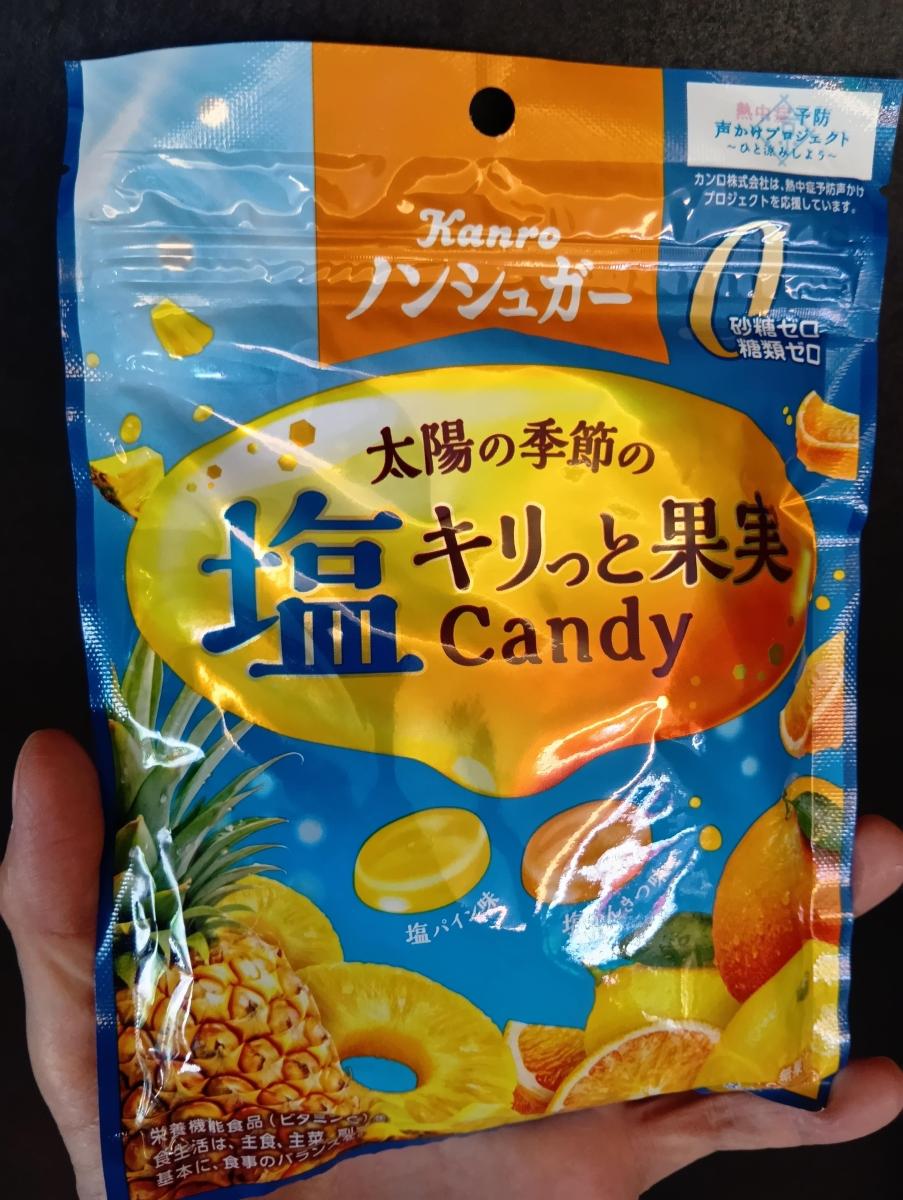 熱中症予防
声かけプロジェクト
～ひと涼みしよう～
カンロ株式会社は、熱中症予防声かけ
プロジェクトを応援しています。
Kanro
ノンシュガー
0
砂糖ゼロ
糖類ゼロ
太陽の季節の
塩
キリっと果実
Candy
塩パイン味
栄養機能食品(ビタミン
食生活は、主食、主菜、
基本に、食事のバランス